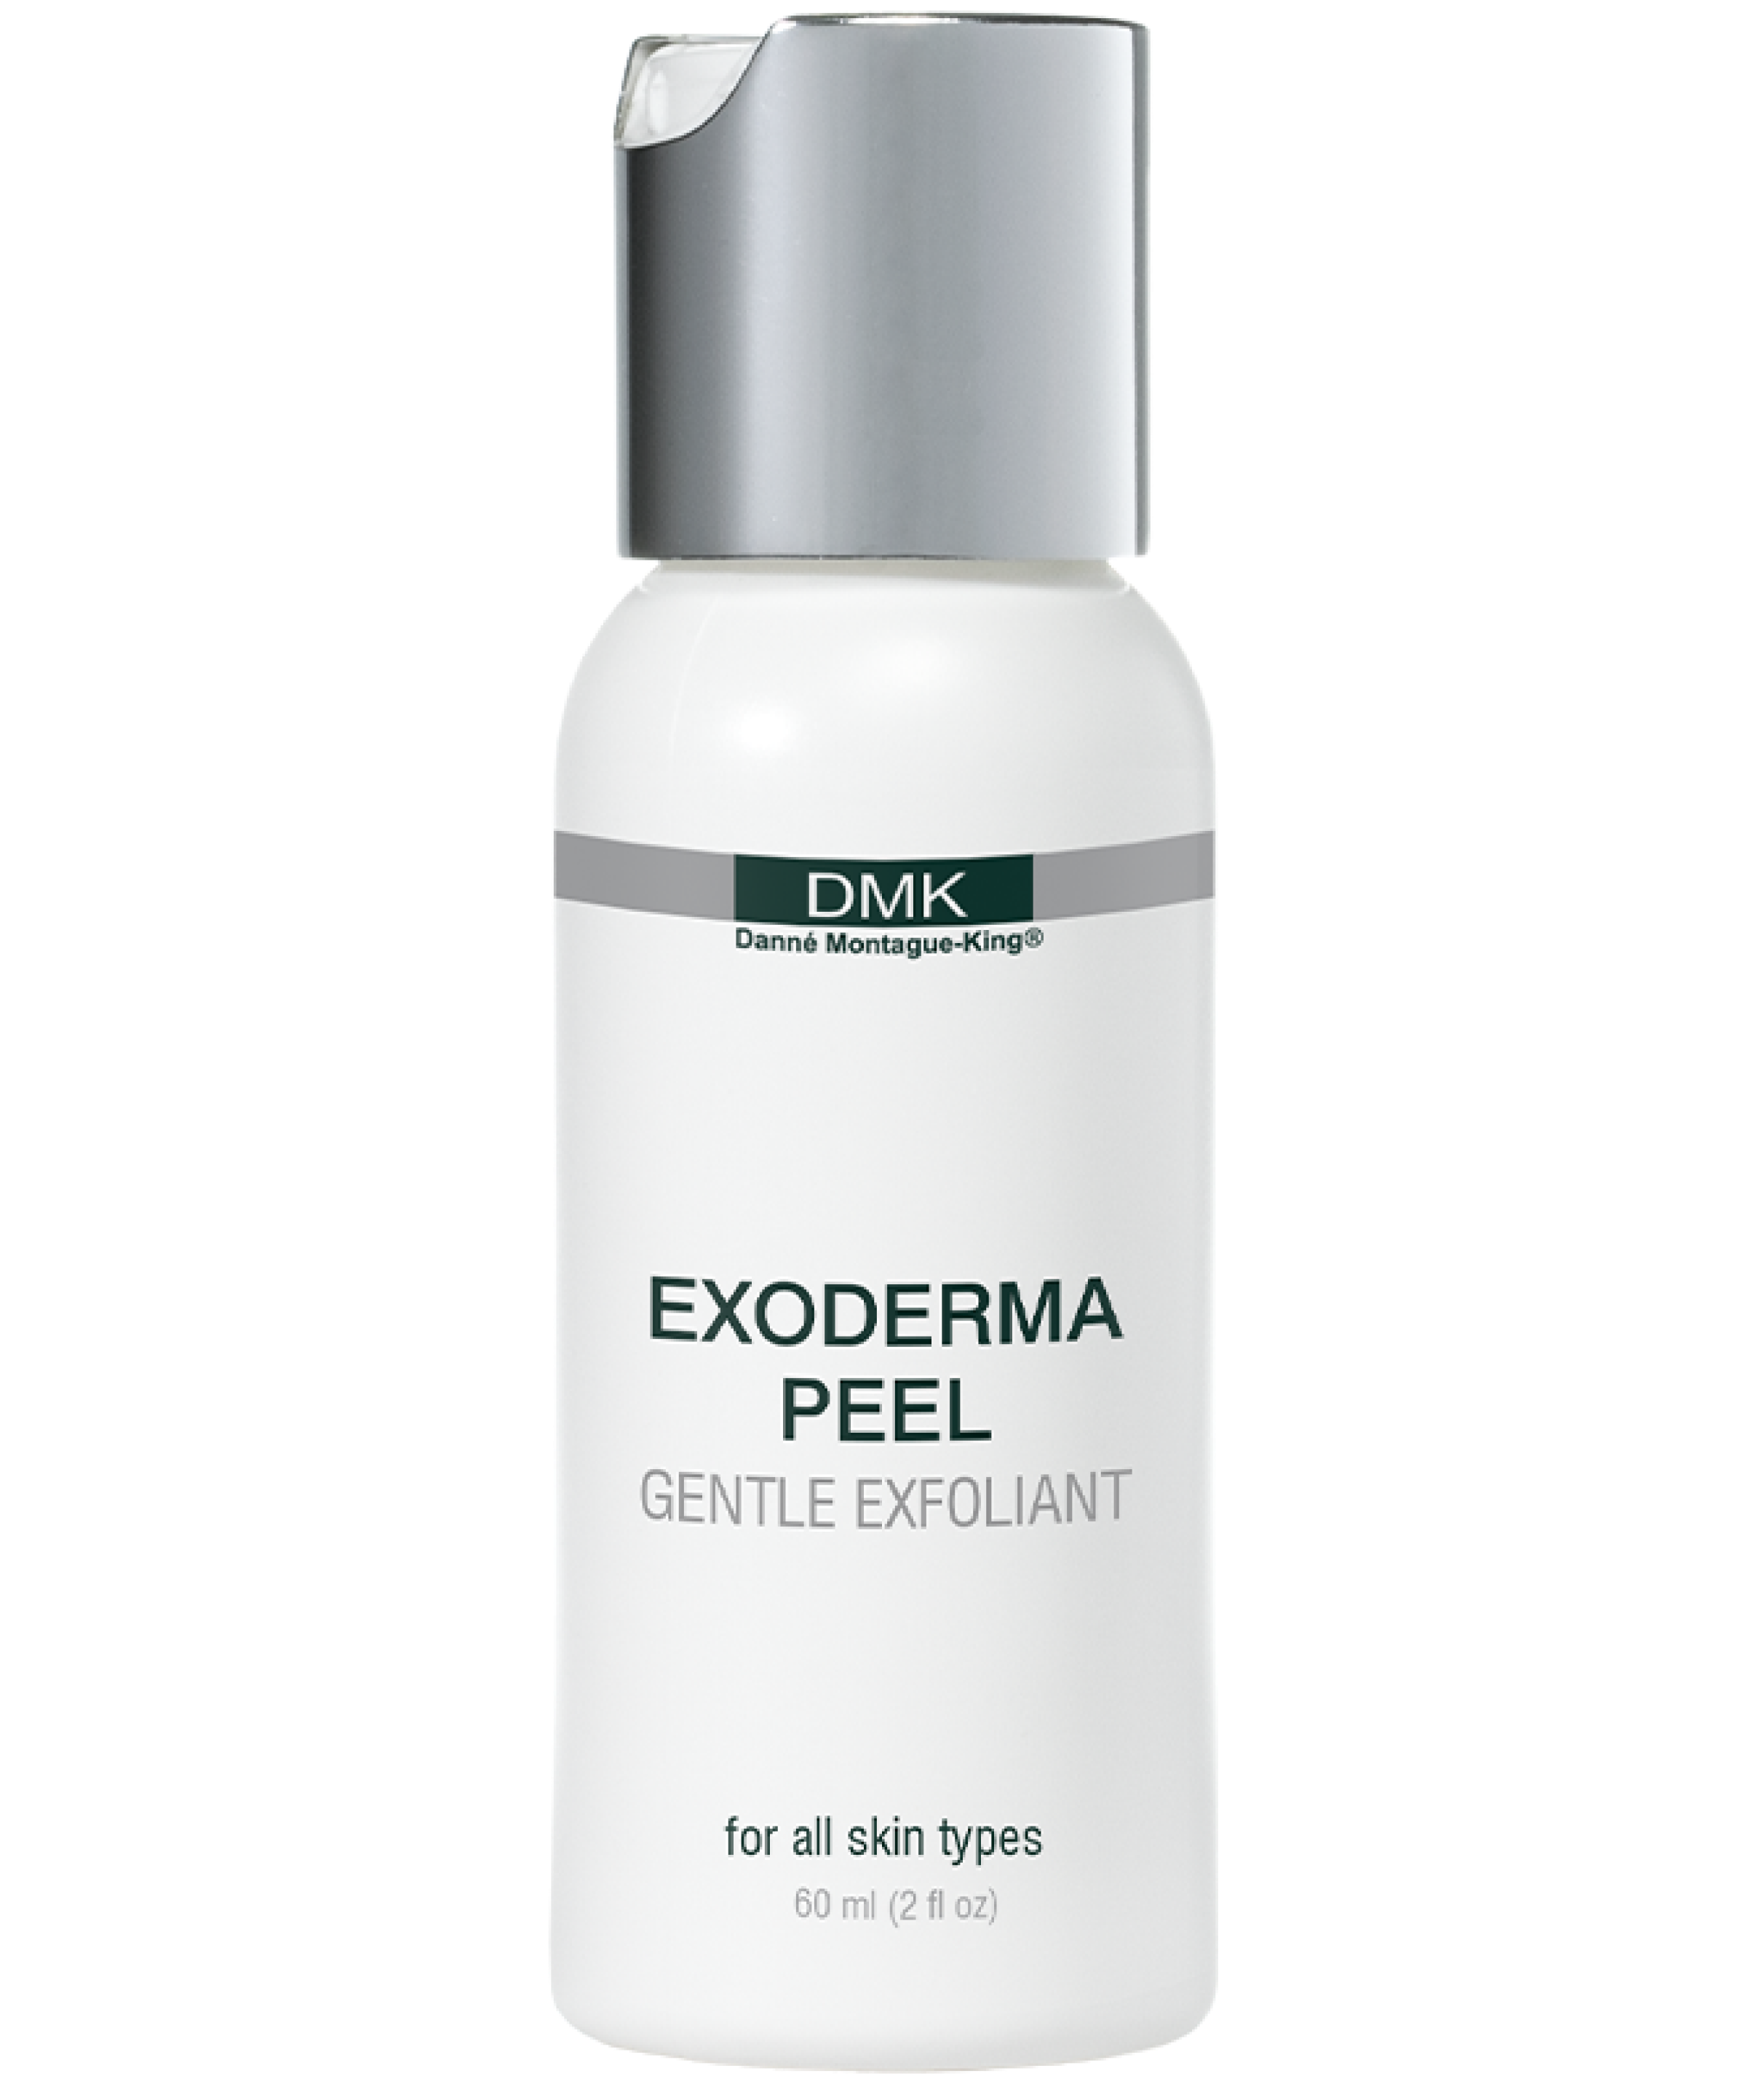 DMK
Danné Montague-King®
EXODERMA
PEEL
GENTLE EXFOLIANT
for all skin types
60 ml (2 fl oz)